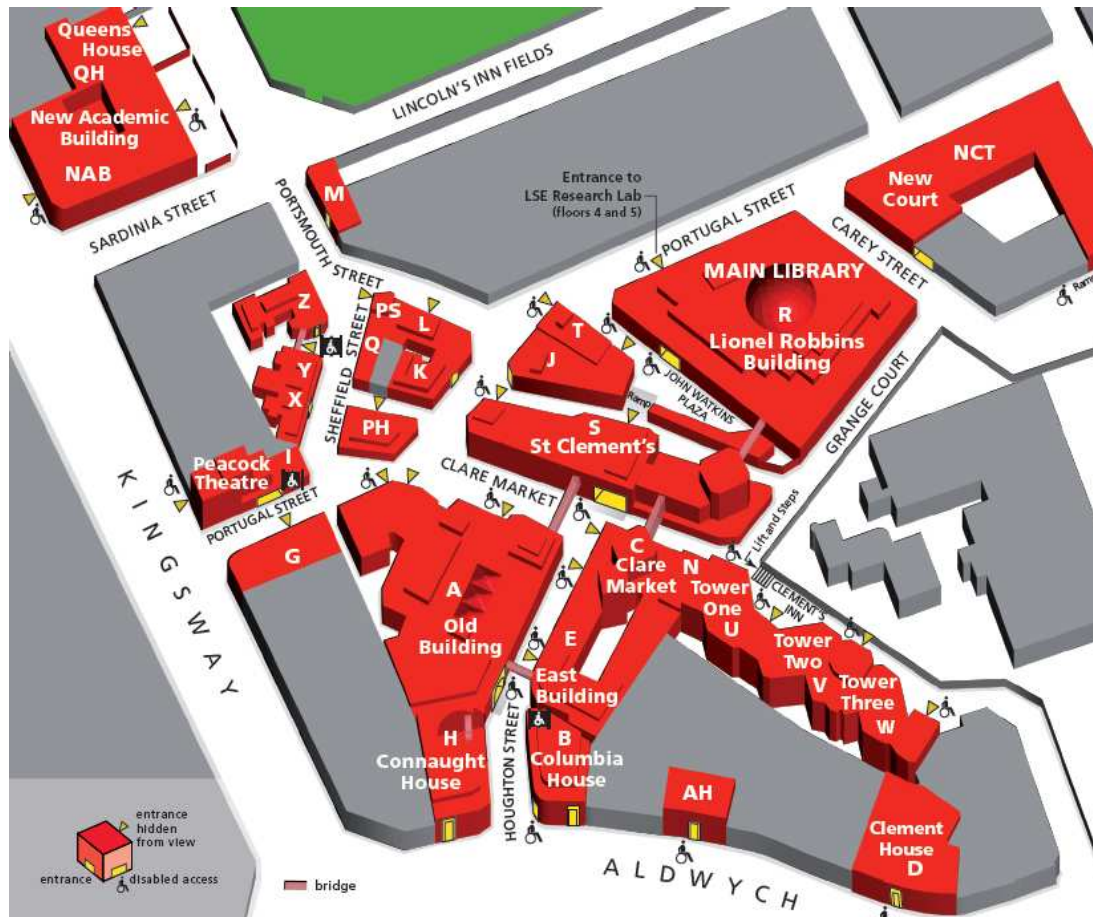 Queens
House
QH
New Academic
Building
NAB
SARDINIA STREET
LINCOLN'S INN FIELDS
M
PORTSMOUTH STREET
Entrance to
LSE Research Lab
(floors 4 and 5)
PORTUGAL STREET
NCT
New
Court
CAREY STREET
Ramp
MAIN LIBRARY
R
Lionel Robbins
Building
Z
PS
L
Q
K
SHEFFIELD STREET
Y
X
T
J
JOHN WATKINS
PLAZA
Ramp
GRANGE COURT
PH
S
St Clement's
I
Peacock
Theatre
PORTUGAL STREET
CLARE MARKET
KINGSWAY
G
Lift and Steps
CLEMENT'S
INN
C
Clare
Market
N
Tower
One
U
A
Old
Building
E
East
Building
Tower
Two
V
Tower
Three
W
H
Connaught
House
HOUGHTON STREET
B
Columbia
House
AH
Clement
House
D
ALDWYCH
entrance
hidden
from view
entrance
disabled access
bridge